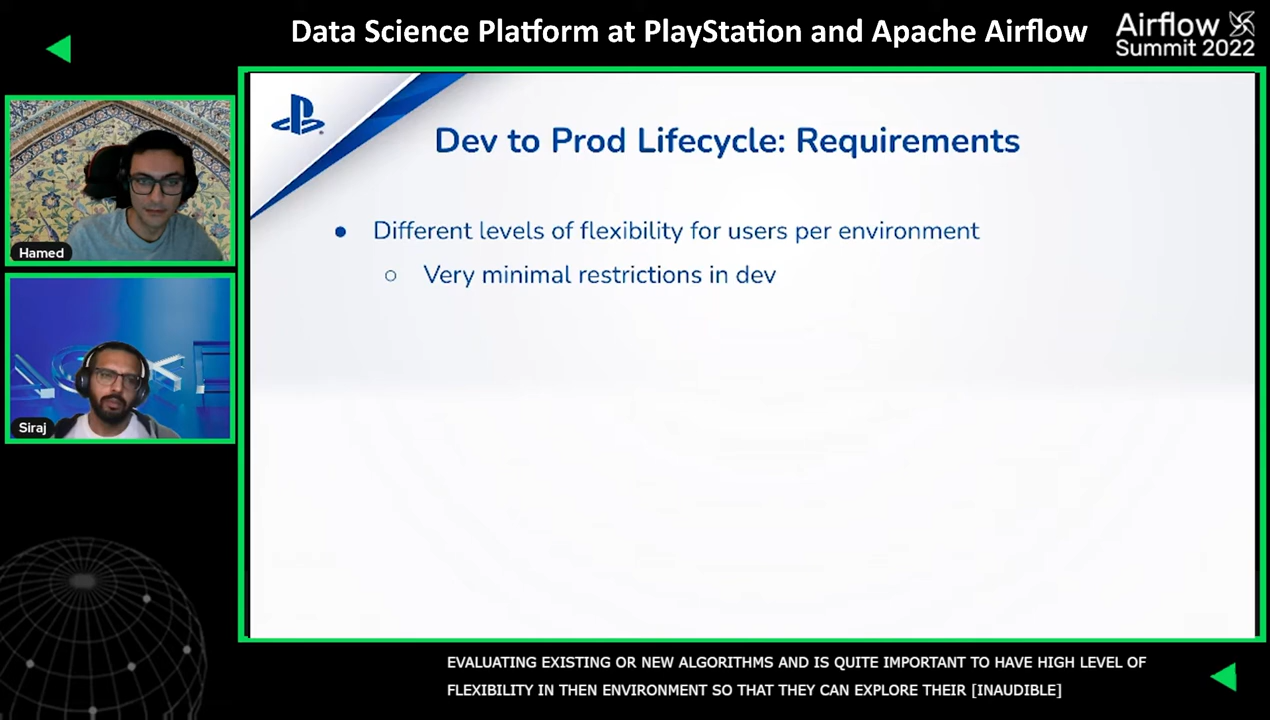 Data Science Platform at PlayStation and Apache Airflow
Airflow
Summit 2022
Dev to Prod Lifecycle: Requirements
● Different levels of flexibility for users per environment
○ Very minimal restrictions in dev
Hamed
Siraj
EVALUATING EXISTING OR NEW ALGORITHMS AND IS QUITE IMPORTANT TO HAVE HIGH LEVEL OF
FLEXIBILITY IN THEN ENVIRONMENT SO THAT THEY CAN EXPLORE THEIR [INAUDIBLE]